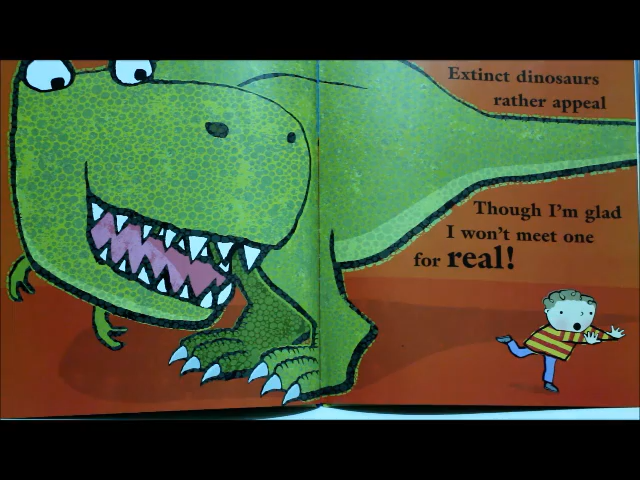 Extinct dinosaurs
rather appeal
Though I'm glad
I won't meet one
for real!